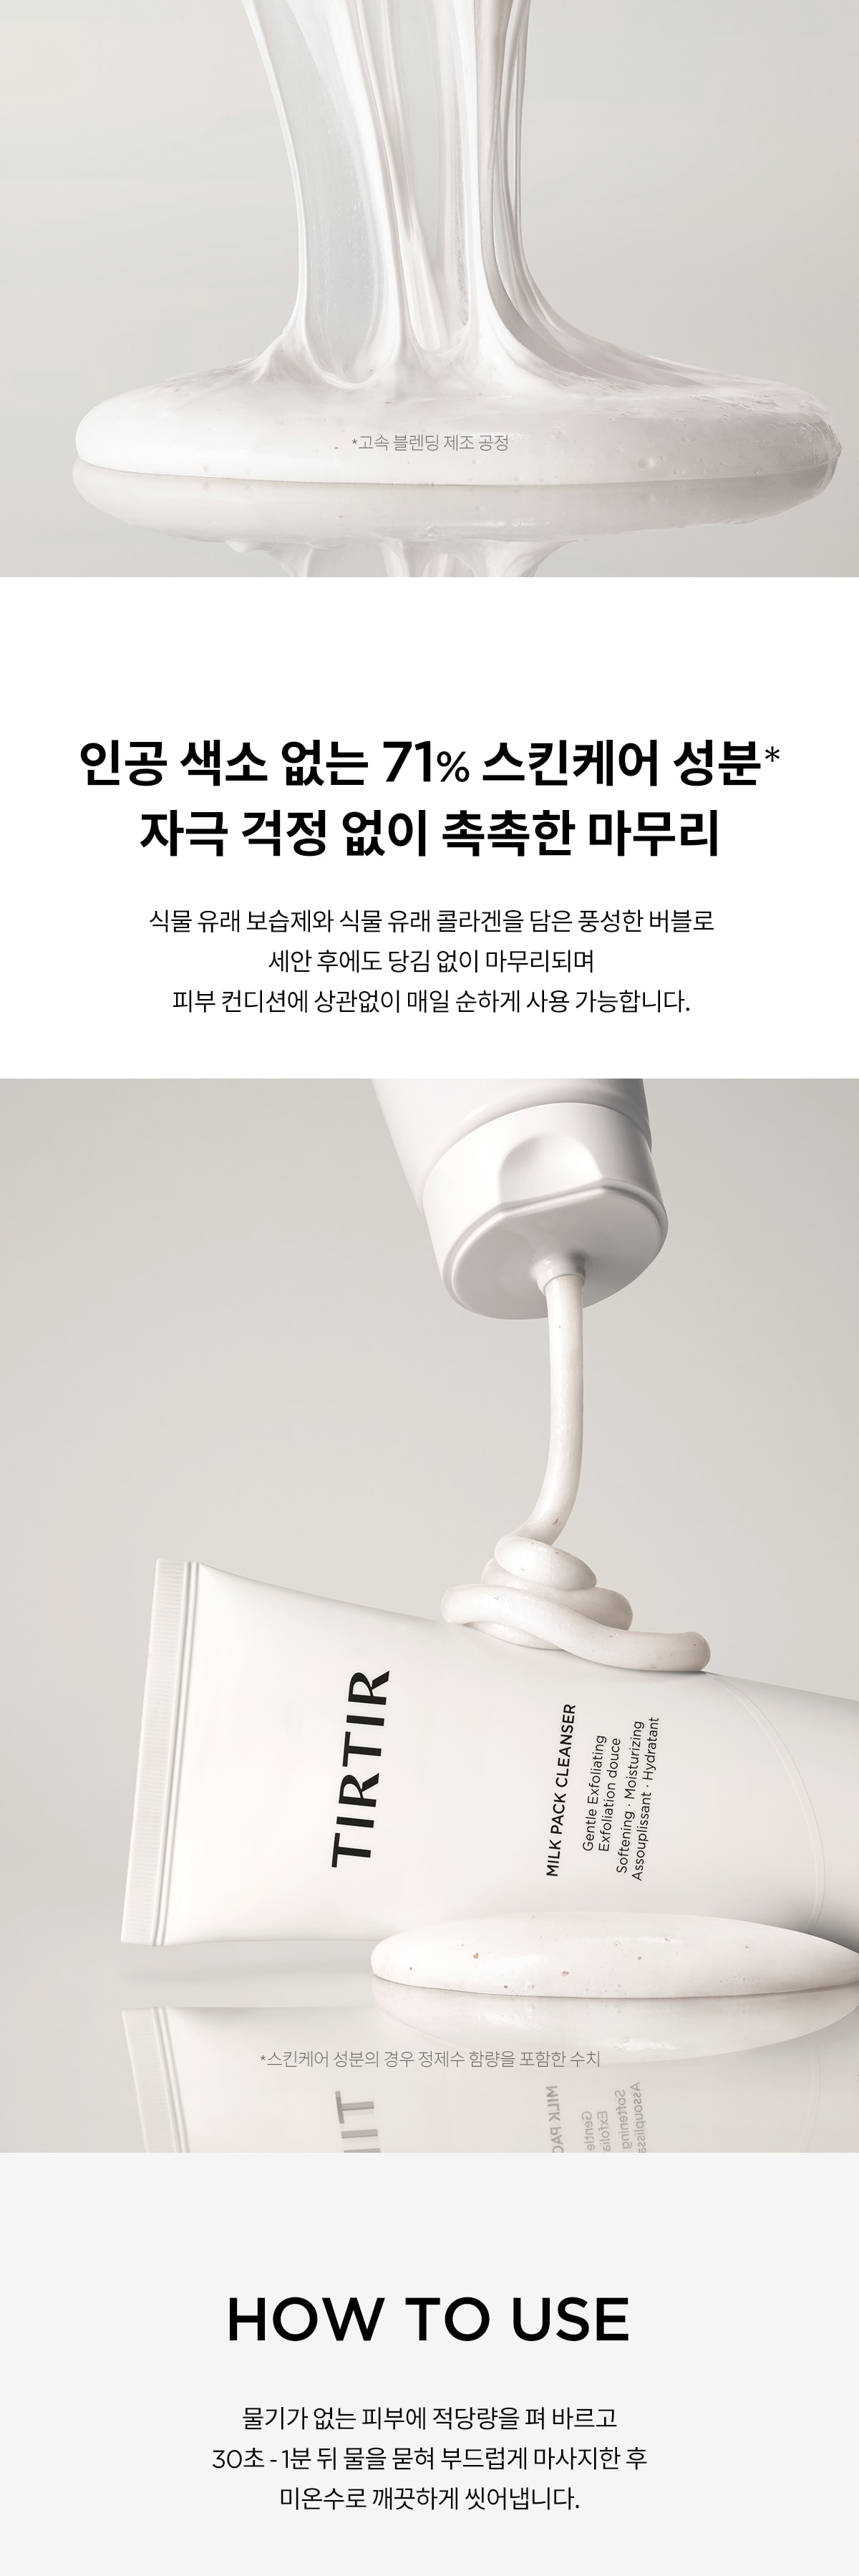 *고속 블렌딩 제조 공정
인공 색소 없는 71% 스킨케어 성분*
자극 걱정 없이 촉촉한 마무리
식물 유래 보습제와 식물 유래 콜라겐을 담은 풍성한 버블로
세안 후에도 당김 없이 마무리되며
피부 컨디션에 상관없이 매일 순하게 사용 가능합니다.
TIRTIR
MILK PACK CLEANSER
Gentle Exfoliating
Exfoliation douce
Softening · Moisturizing
Assouplissant · Hydratant
*스킨케어 성분의 경우 정제수 함량을 포함한 수치
HOW TO USE
물기가 없는 피부에 적당량을 펴 바르고
30초 - 1분 뒤 물을 묻혀 부드럽게 마사지한 후
미온수로 깨끗하게 씻어냅니다.